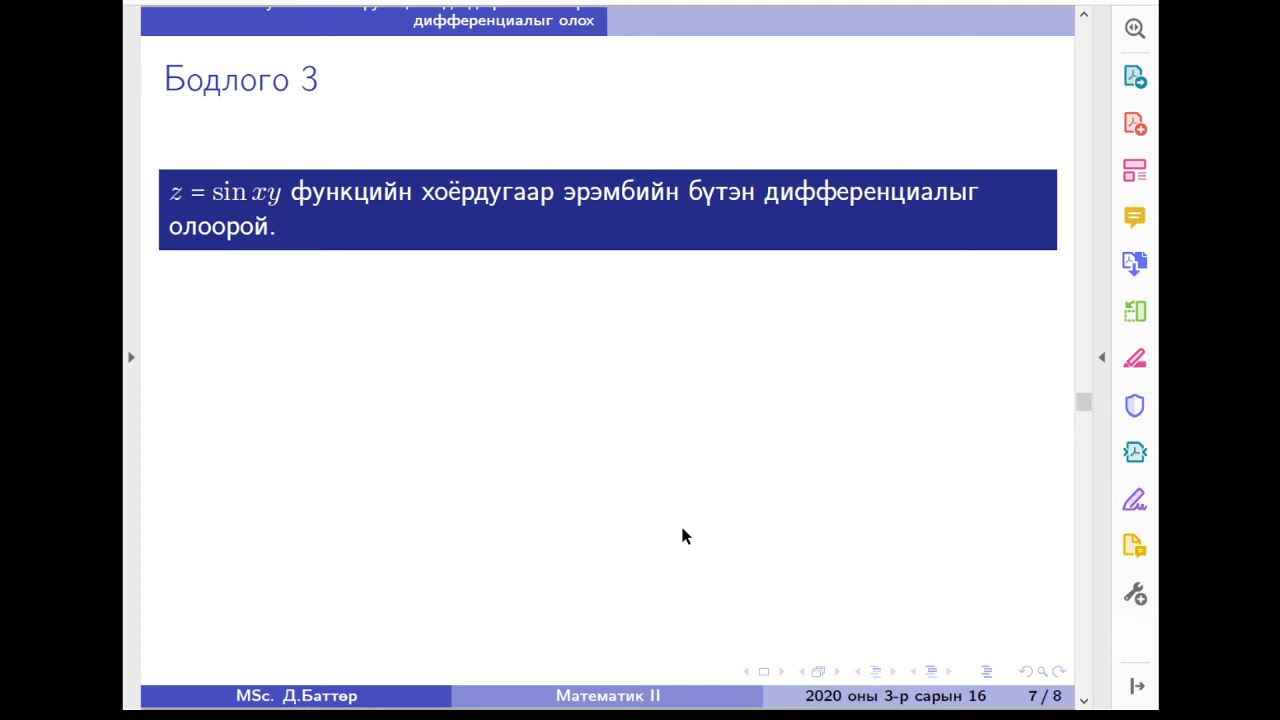 дифференциалыг олох
Бодлого 3
z = sin xy функцийн хоёрдугаар эрэмбийн бүтэн дифференциалыг
олоорой.
MSc. Д.Баттөр
Математик II
2020 оны 3-р сарын 16
7 / 8